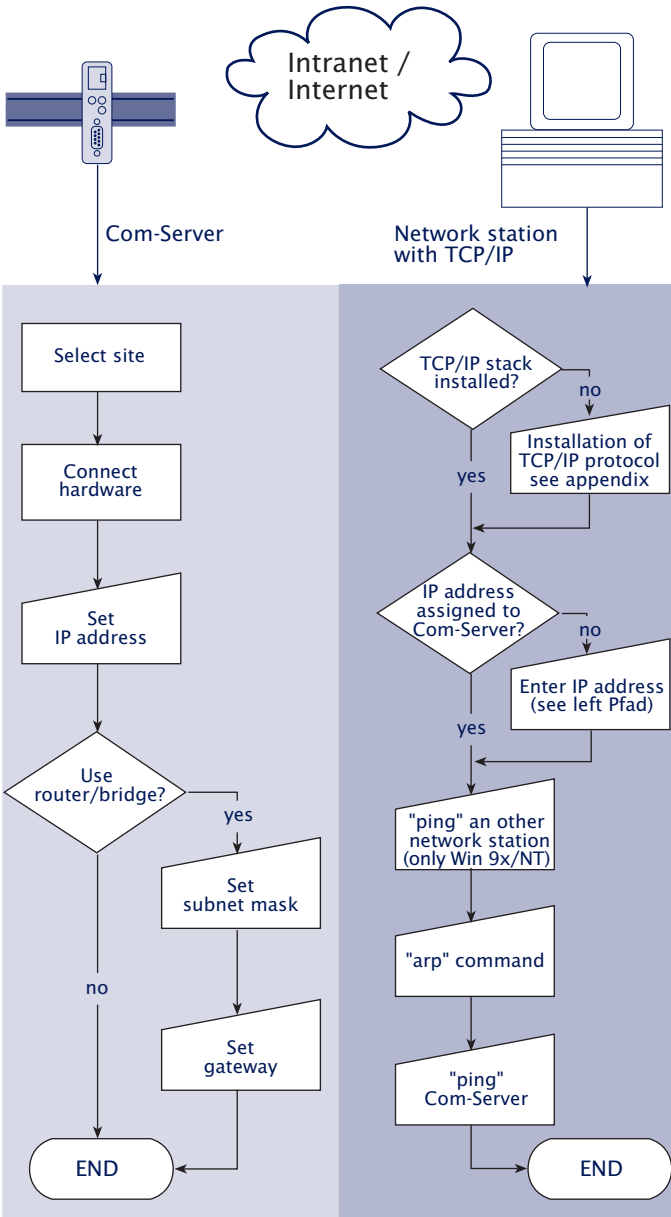 Intranet /
Internet
Com-Server
Network station
with TCP/IP
Select site
Connect
hardware
Set
IP address
Use
router/bridge?
yes
Set
subnet mask
no
Set
gateway
END
TCP/IP stack
installed?
no
Installation of
TCP/IP protocol
see appendix
yes
IP address
assigned to
Com-Server?
no
Enter IP address
(see left Pfad)
yes
"ping" an other
network station
(only Win 9x/NT)
"arp" command
"ping"
Com-Server
END